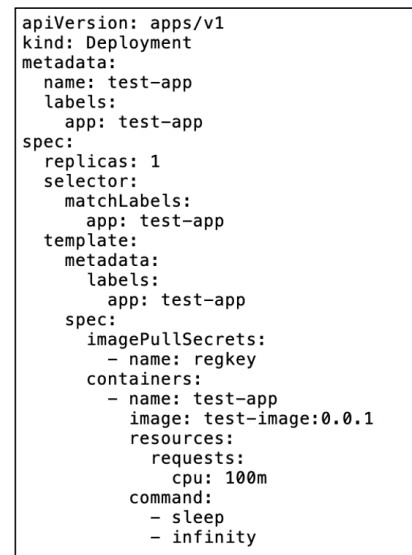 apiVersion: apps/v1
kind: Deployment
metadata:
  name: test-app
  labels:
    app: test-app
spec:
  replicas: 1
  selector:
    matchLabels:
      app: test-app
  template:
    metadata:
      labels:
        app: test-app
    spec:
      imagePullSecrets:
        - name: regkey
      containers:
        - name: test-app
          image: test-image:0.0.1
          resources:
            requests:
              cpu: 100m
          command:
            - sleep
            - infinity